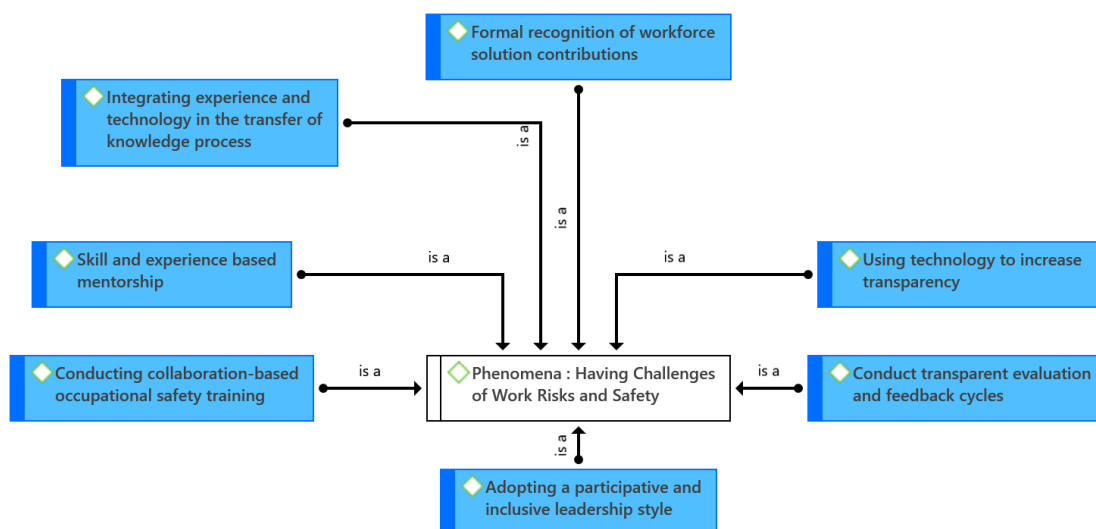 Formal recognition of workforce
solution contributions
Integrating experience and
technology in the transfer of
knowledge process
is a
is a
Skill and experience based
mentorship
is a
is a
Using technology to increase
transparency
Conducting collaboration-based
occupational safety training
is a
Phenomena : Having Challenges
of Work Risks and Safety
is a
Conduct transparent evaluation
and feedback cycles
is a
Adopting a participative and
inclusive leadership style